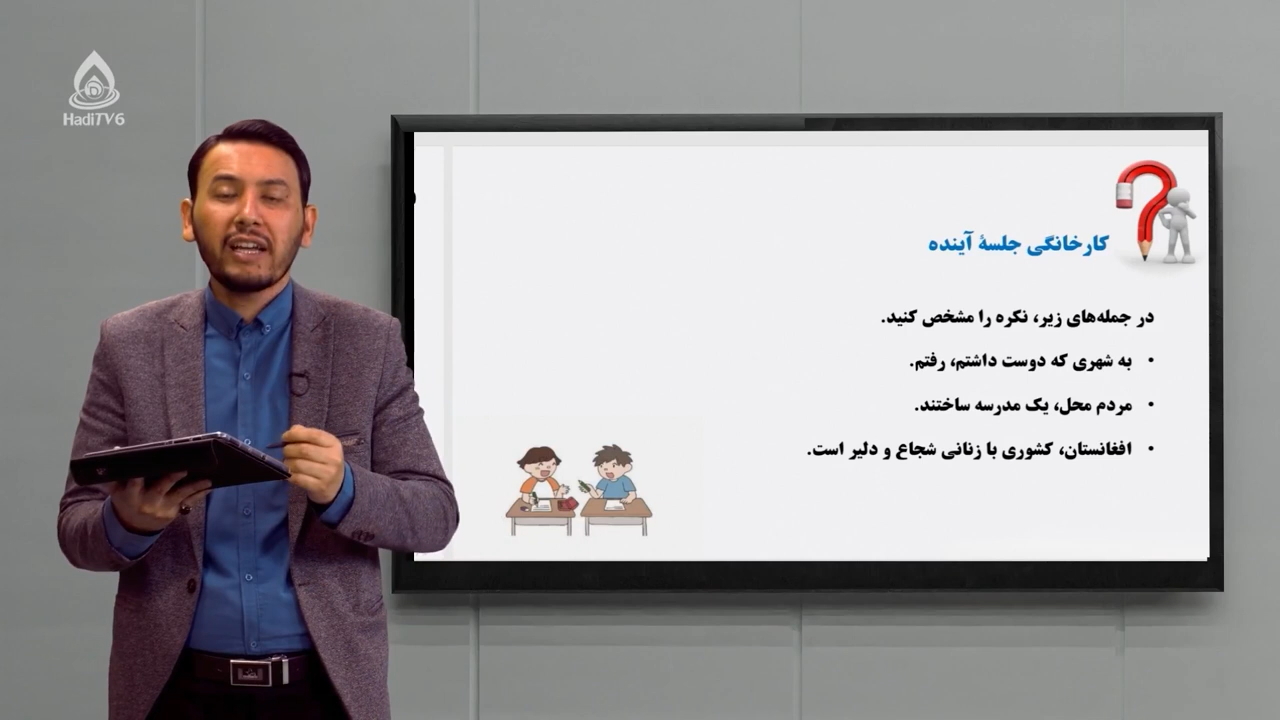 HadiTV6
کارخانگی جلسهٔ آینده
در جمله‌های زیر، نکره را مشخص کنید.
• به شهری که دوست داشتم، رفتم.
• مردم محل، یک مدرسه ساختند.
• افغانستان، کشوری با زنانی شجاع و دلیر است.